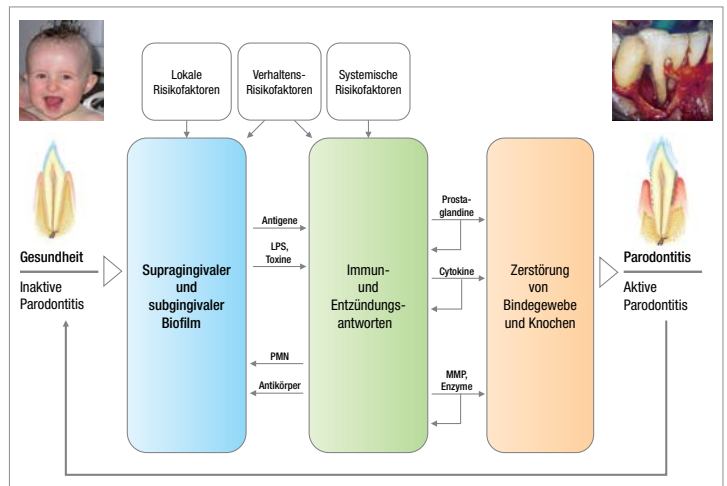 Lokale
Risikofaktoren
Verhaltens-
Risikofaktoren
Systemische
Risikofaktoren
Gesundheit
Inaktive
Parodontitis
Supragingivaler
und
subgingivaler
Biofilm
Antigene
LPS,
Toxine
PMN
Antikörper
Immun-
und
Entzündungs-
antworten
Prosta-
glandine
Cytokine
MMP,
Enzyme
Zerstörung
von
Bindegewebe
und Knochen
Parodontitis
Aktive
Parodontitis